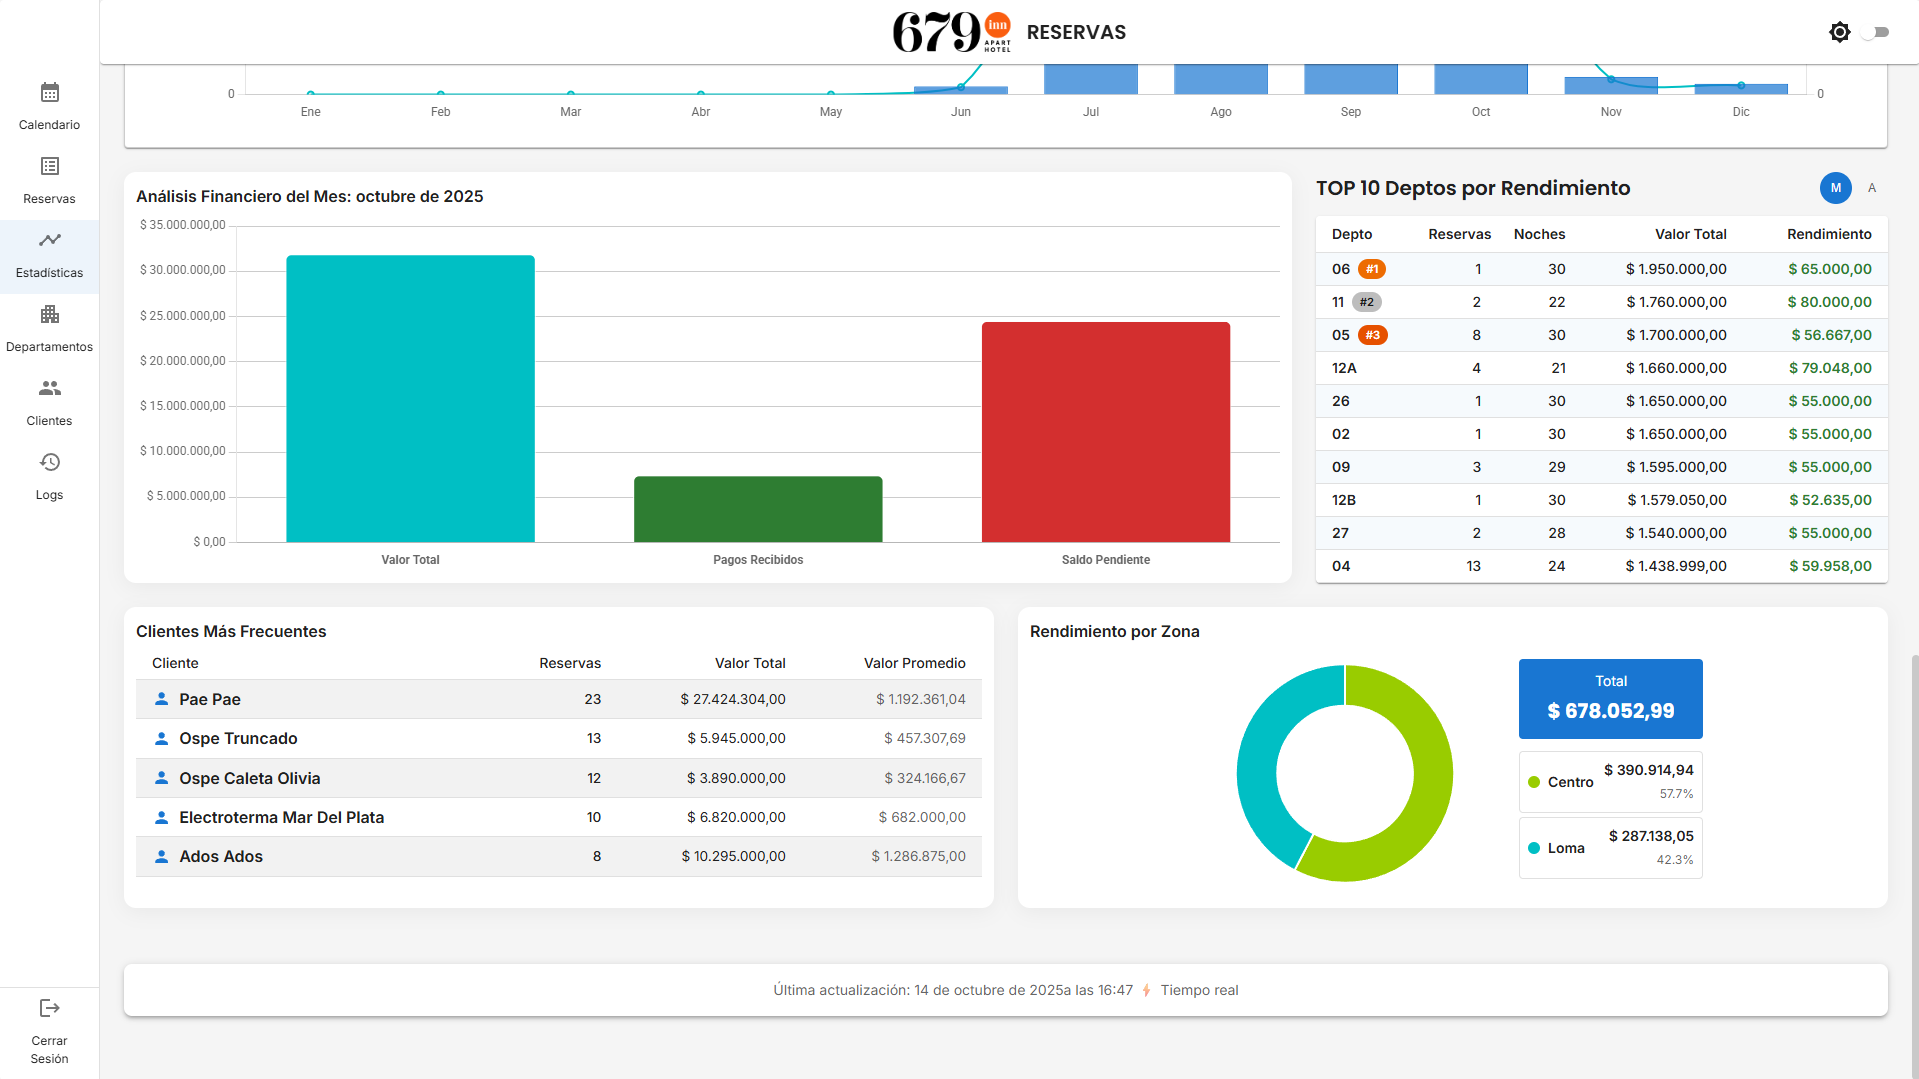 679 inn APART HOTEL RESERVAS
Calendario
Reservas
Estadísticas
Departamentos
Clientes
Logs
Cerrar Sesión
0 0
Ene Feb Mar Abr May Jun Jul Ago Sep Oct Nov Dic
Análisis Financiero del Mes: octubre de 2025
$ 35.000.000,00
$ 30.000.000,00
$ 25.000.000,00
$ 20.000.000,00
$ 15.000.000,00
$ 10.000.000,00
$ 5.000.000,00
$ 0,00
Valor Total Pagos Recibidos Saldo Pendiente
TOP 10 Deptos por Rendimiento M A
Depto Reservas Noches Valor Total Rendimiento
06 #1 1 30 $ 1.950.000,00 $ 65.000,00
11 #2 2 22 $ 1.760.000,00 $ 80.000,00
05 #3 8 30 $ 1.700.000,00 $ 56.667,00
12A 4 21 $ 1.660.000,00 $ 79.048,00
26 1 30 $ 1.650.000,00 $ 55.000,00
02 1 30 $ 1.650.000,00 $ 55.000,00
09 3 29 $ 1.595.000,00 $ 55.000,00
12B 1 30 $ 1.579.050,00 $ 52.635,00
27 2 28 $ 1.540.000,00 $ 55.000,00
04 13 24 $ 1.438.999,00 $ 59.958,00
Clientes Más Frecuentes
Cliente Reservas Valor Total Valor Promedio
Pae Pae 23 $ 27.424.304,00 $ 1.192.361,04
Ospe Truncado 13 $ 5.945.000,00 $ 457.307,69
Ospe Caleta Olivia 12 $ 3.890.000,00 $ 324.166,67
Electroterma Mar Del Plata 10 $ 6.820.000,00 $ 682.000,00
Ados Ados 8 $ 10.295.000,00 $ 1.286.875,00
Rendimiento por Zona
Total
$ 678.052,99
Centro $ 390.914,94
57.7%
Loma $ 287.138,05
42.3%
Última actualización: 14 de octubre de 2025a las 16:47 Tiempo real